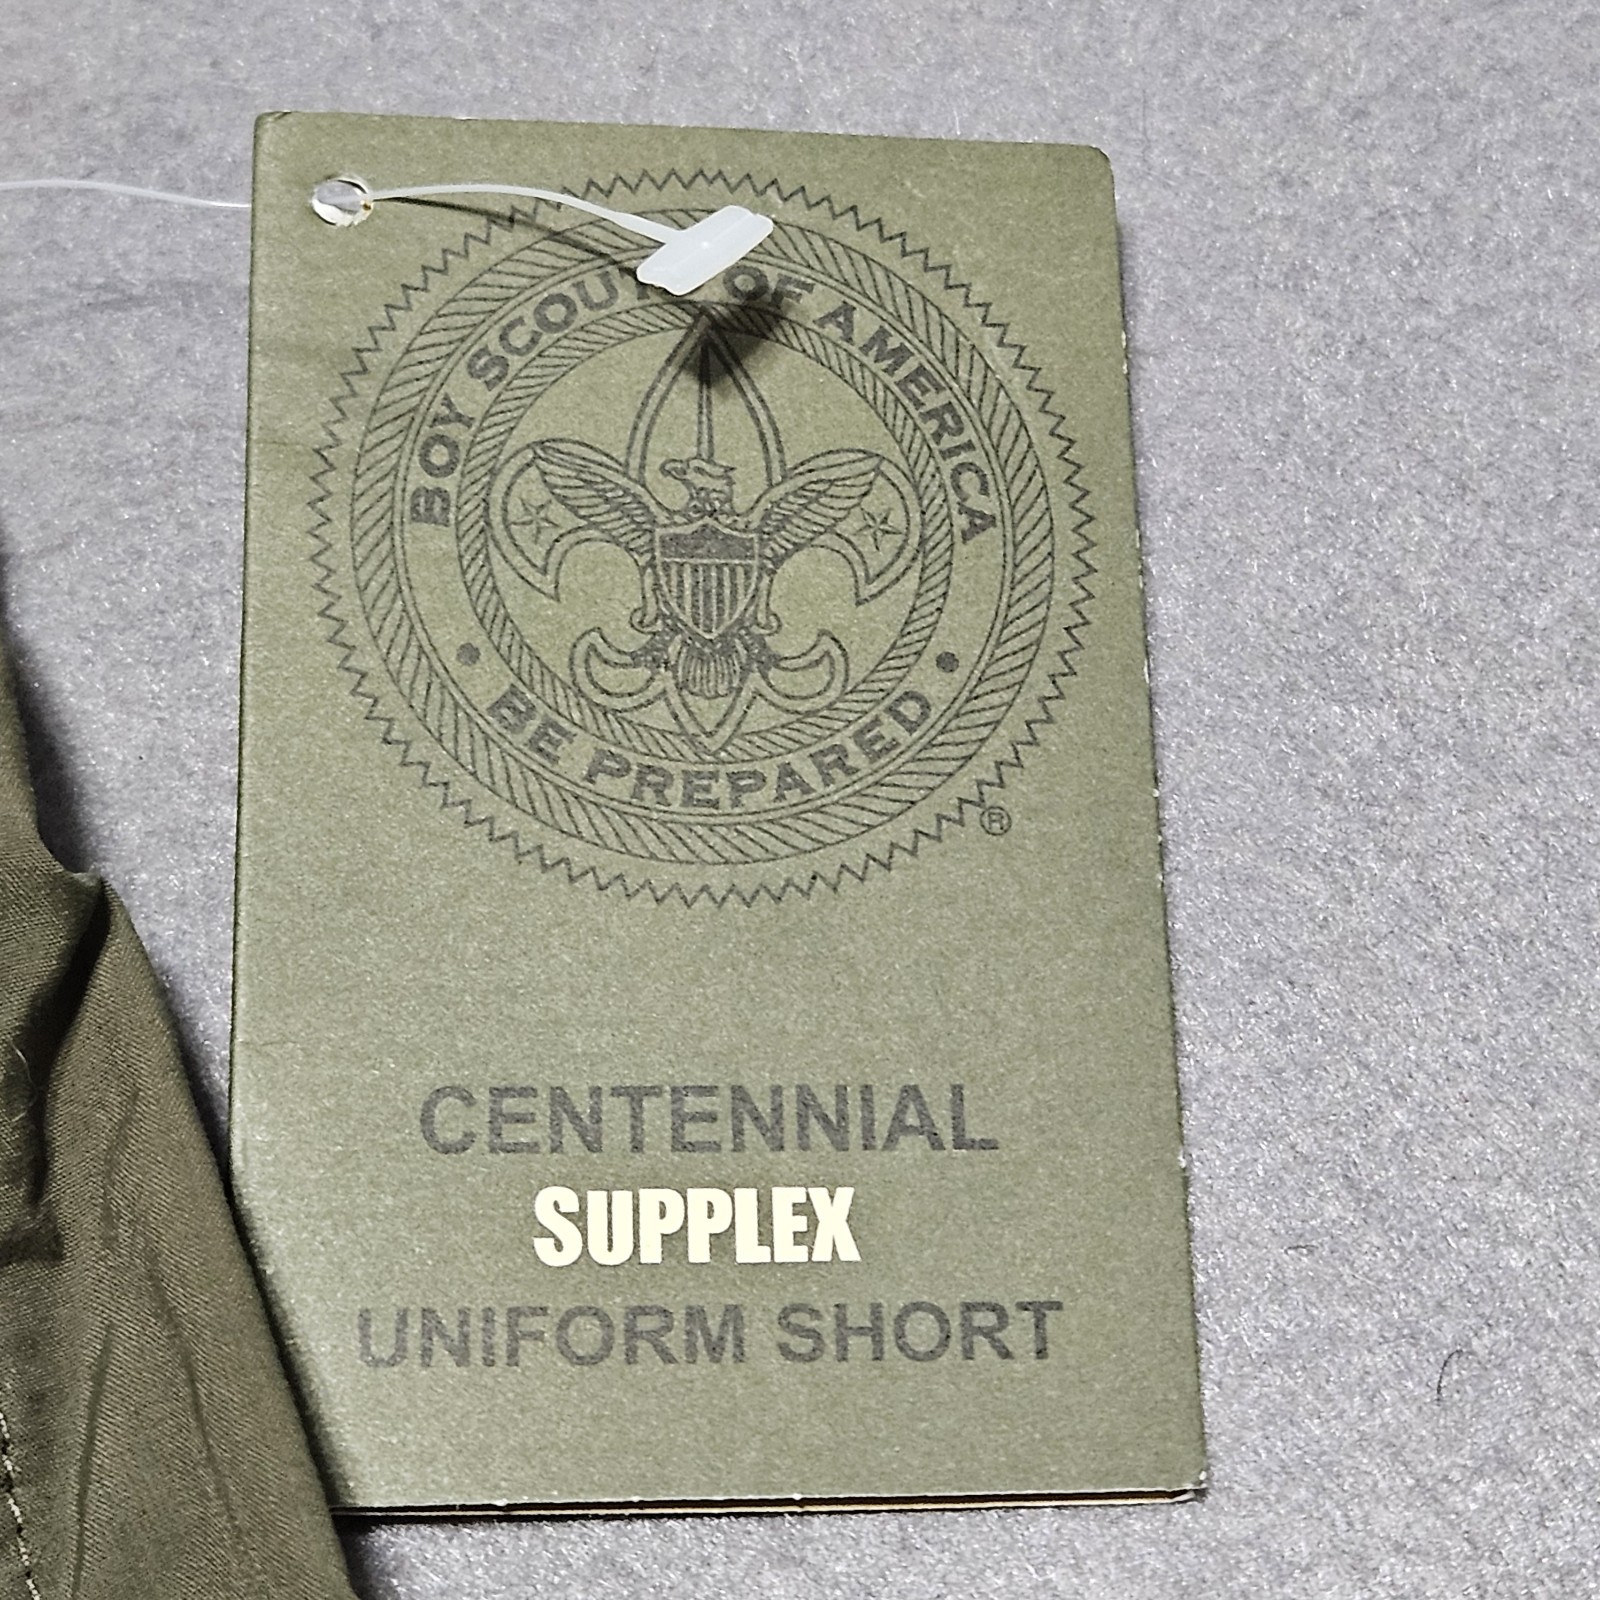 BOY SCOUTS OF AMERICA
• BE PREPARED •
®
CENTENNIAL
SUPPLEX
UNIFORM SHORT